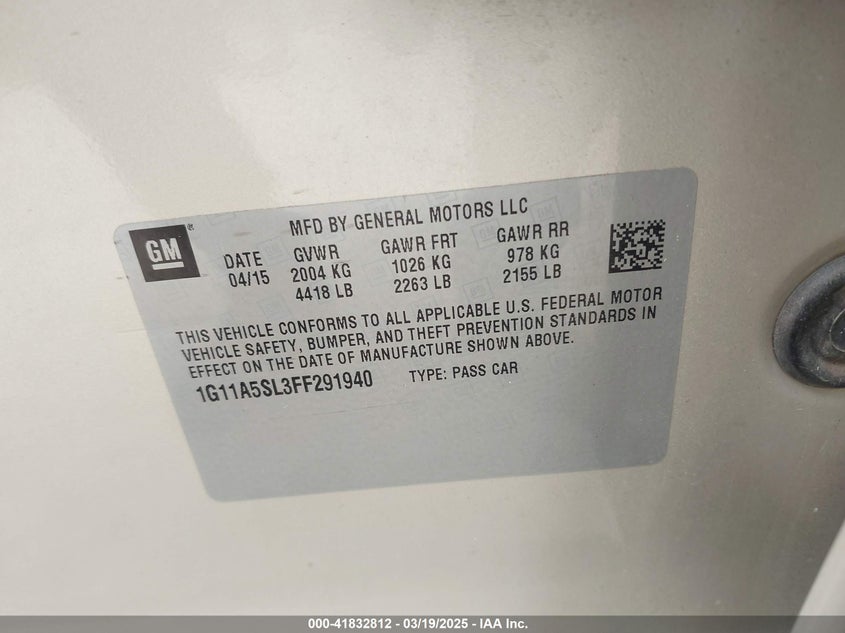 MFD BY GENERAL MOTORS LLC
GM ®
DATE GVWR GAWR FRT GAWR RR
04/15 2004 KG 1026 KG 978 KG
4418 LB 2263 LB 2155 LB
THIS VEHICLE CONFORMS TO ALL APPLICABLE U.S. FEDERAL MOTOR
VEHICLE SAFETY, BUMPER, AND THEFT PREVENTION STANDARDS IN
EFFECT ON THE DATE OF MANUFACTURE SHOWN ABOVE.
1G11A5SL3FF291940 TYPE: PASS CAR
000-41832812 - 03/19/2025 - IAA Inc.